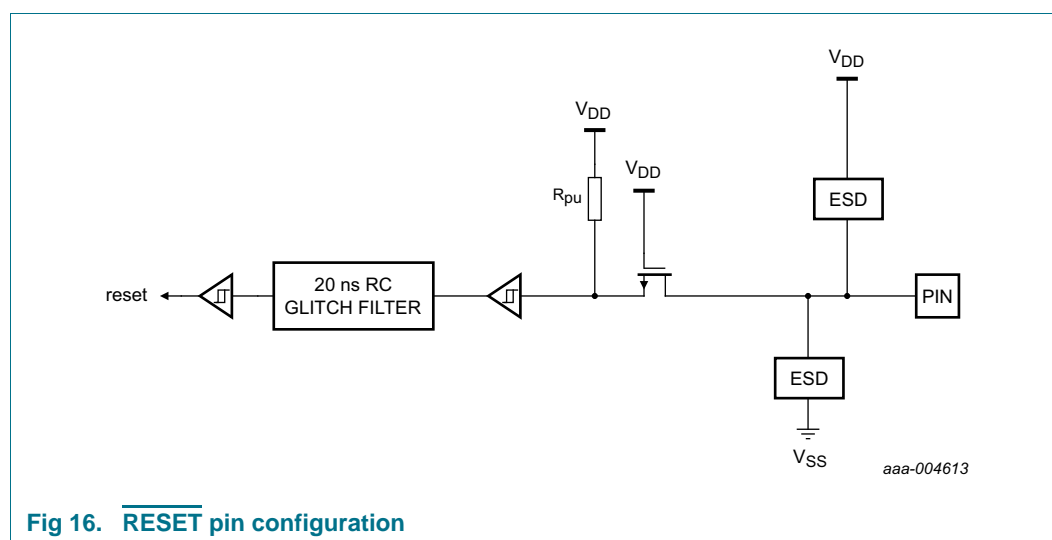 VDD
VDD
VDD
Rpu
ESD
reset
20 ns RC
GLITCH FILTER
PIN
ESD
VSS
aaa-004613
Fig 16. RESET pin configuration